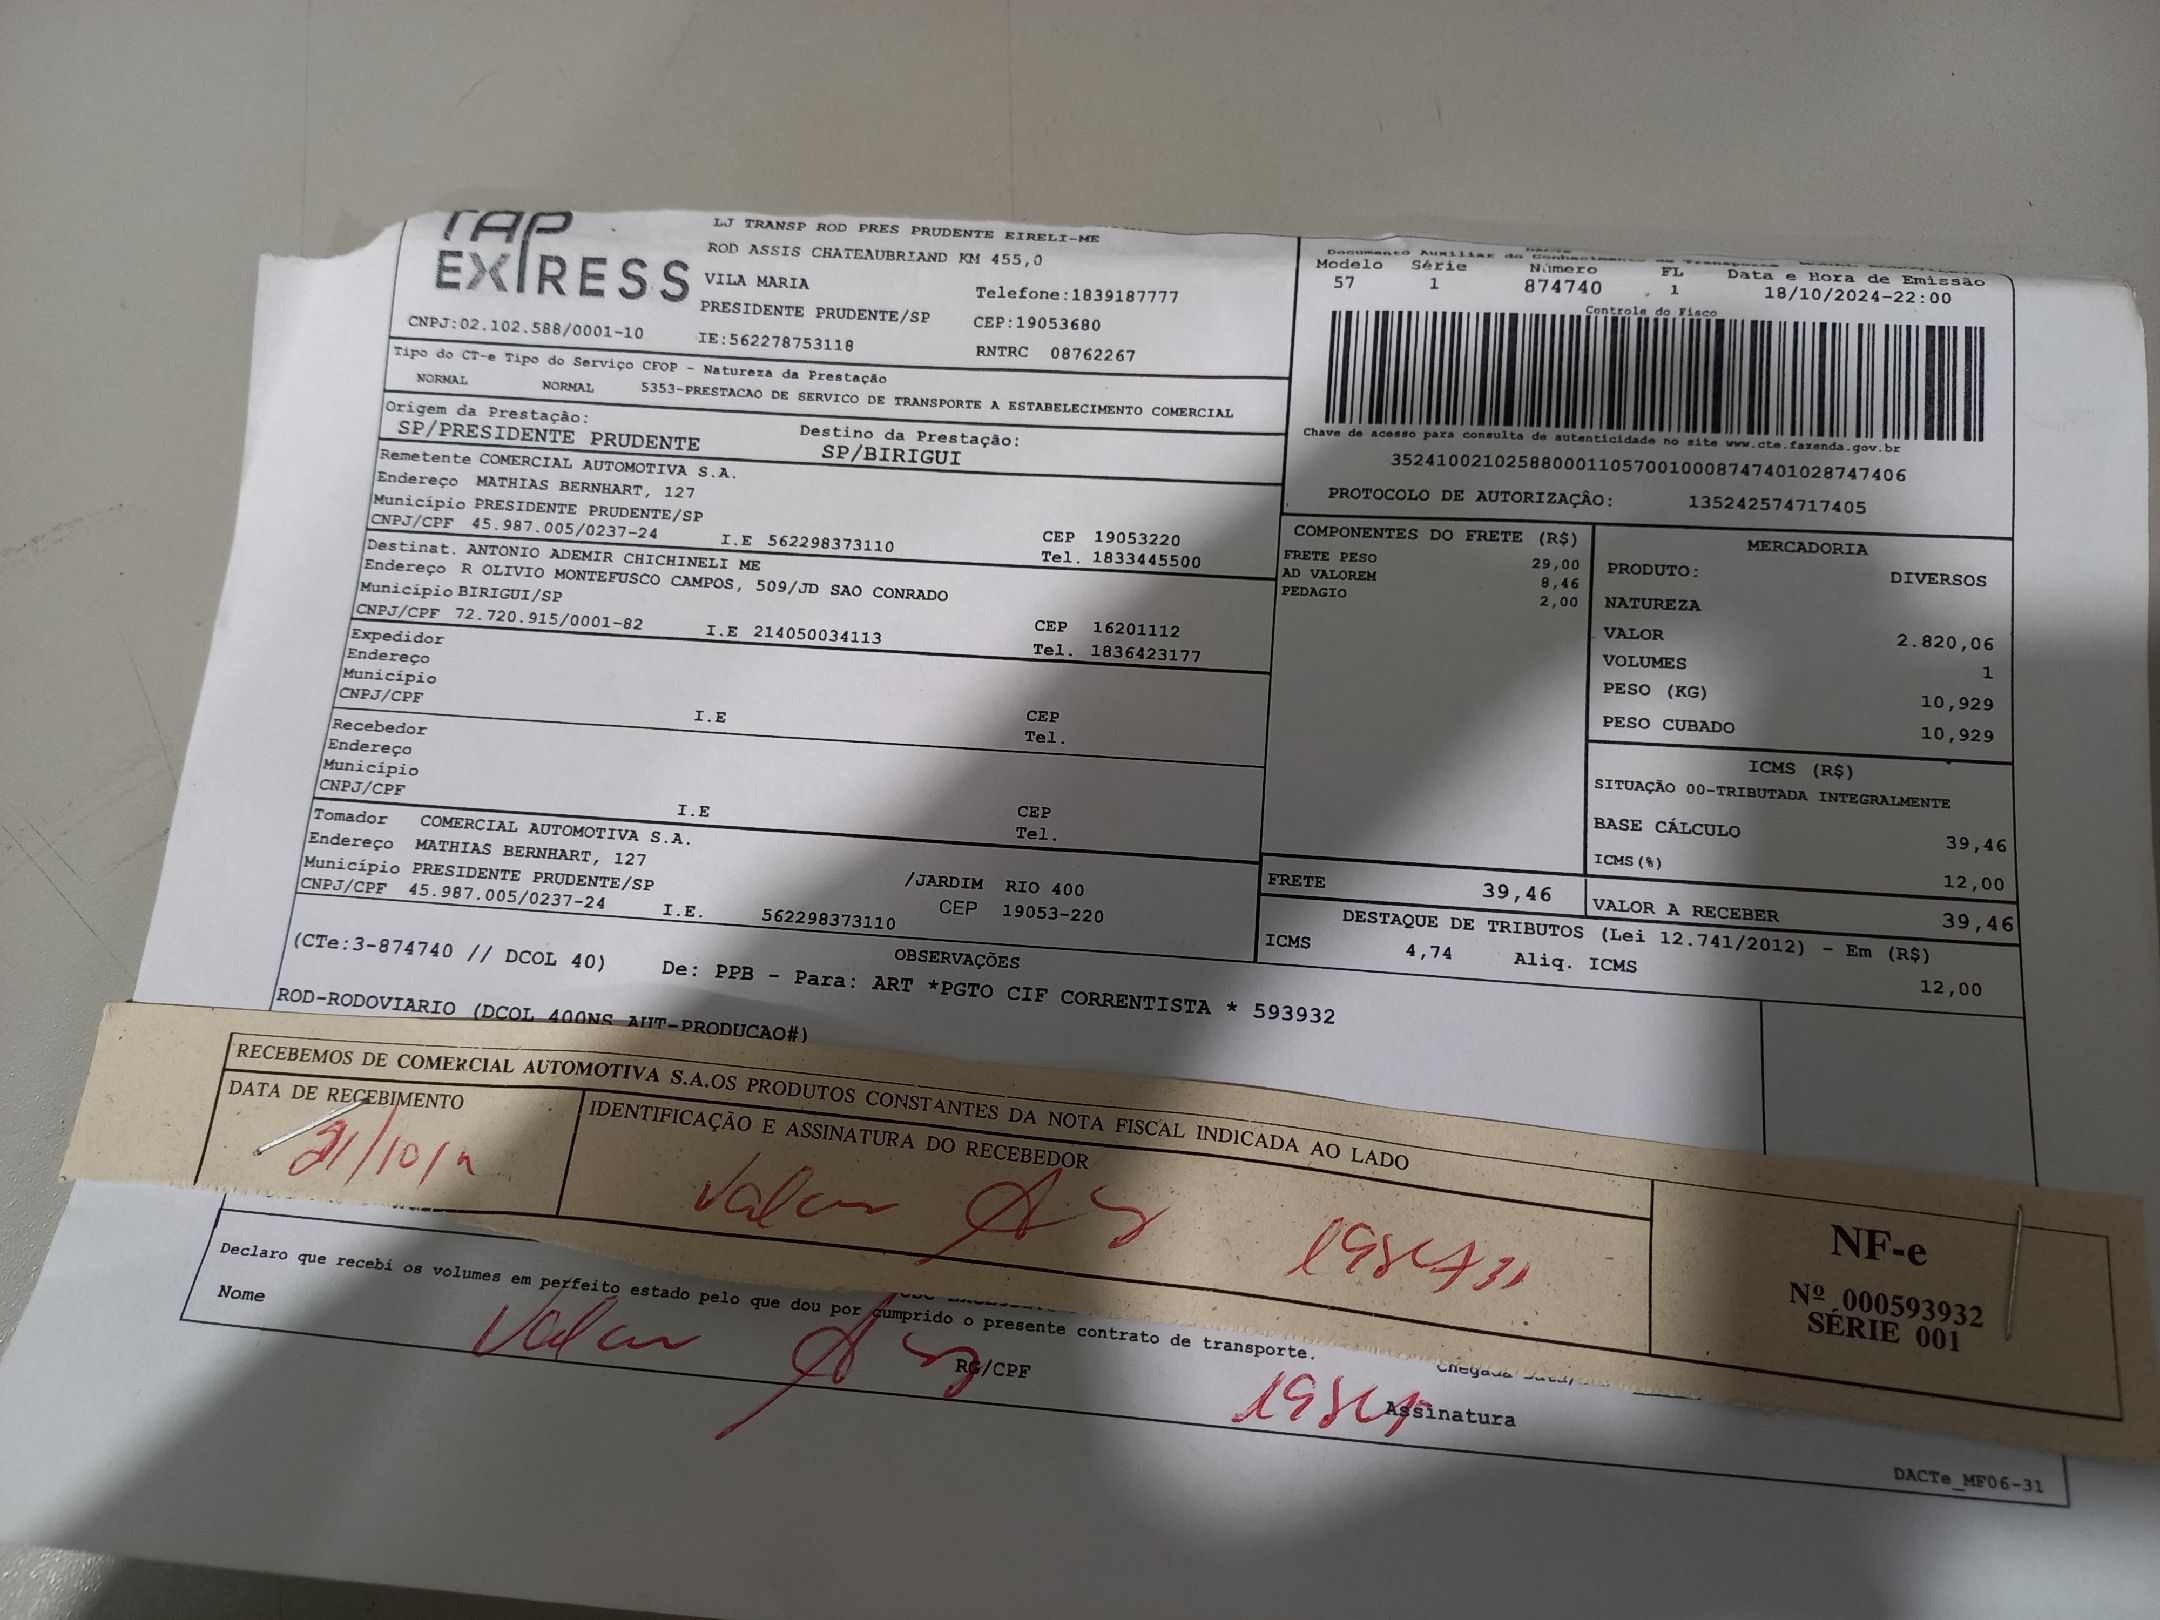 TAP
EXPRESS
LJ TRANSP ROD PRES PRUDENTE EIRELI-ME
ROD ASSIS CHATEAUBRIAND KM 455,0
VILA MARIA
Telefone:1839187777
PRESIDENTE PRUDENTE/SP
CEP:19053680
CNPJ:02.102.588/0001-10
IE:562278753118
RNTRC 08762267
Modelo Série Número FL Data e Hora de Emissão
57 1 874740 1 18/10/2024-22:00
Controle do Fisco
Chave de acesso para consulta de autenticidade no site www.cte.fazenda.gov.br
35241002102588000110570010008747401028747406
PROTOCOLO DE AUTORIZAÇÃO: 135242574717405
Tipo do CT-e Tipo do Serviço CFOP - Natureza da Prestação
NORMAL NORMAL 5353-PRESTACAO DE SERVICO DE TRANSPORTE A ESTABELECIMENTO COMERCIAL
Origem da Prestação: Destino da Prestação:
SP/PRESIDENTE PRUDENTE SP/BIRIGUI
Remetente COMERCIAL AUTOMOTIVA S.A.
Endereço MATHIAS BERNHART, 127
Município PRESIDENTE PRUDENTE/SP CEP 19053220
CNPJ/CPF 45.987.005/0237-24 I.E 562298373110 Tel. 1833445500
Destinat. ANTONIO ADEMIR CHICHINELI ME
Endereço R OLIVIO MONTEFUSCO CAMPOS, 509/JD SAO CONRADO
Município BIRIGUI/SP CEP 16201112
CNPJ/CPF 72.720.915/0001-82 I.E 214050034113 Tel. 1836423177
Expedidor
Endereço
Município CEP
CNPJ/CPF I.E Tel.
Recebedor
Endereço
Município CEP
CNPJ/CPF I.E Tel.
Tomador COMERCIAL AUTOMOTIVA S.A.
Endereço MATHIAS BERNHART, 127 /JARDIM RIO 400
Município PRESIDENTE PRUDENTE/SP CEP 19053-220
CNPJ/CPF 45.987.005/0237-24 I.E. 562298373110
COMPONENTES DO FRETE (R$)
FRETE PESO 29,00
AD VALOREM 8,46
PEDAGIO 2,00
MERCADORIA
PRODUTO: DIVERSOS
NATUREZA
VALOR 2.820,06
VOLUMES 1
PESO (KG) 10,929
PESO CUBADO 10,929
ICMS (R$)
SITUAÇÃO 00-TRIBUTADA INTEGRALMENTE
BASE CÁLCULO 39,46
ICMS(%) 12,00
FRETE 39,46
VALOR A RECEBER 39,46
DESTAQUE DE TRIBUTOS (Lei 12.741/2012) - Em (R$)
ICMS 4,74 Aliq. ICMS 12,00
OBSERVAÇÕES
(CTe:3-874740 // DCOL 40) De: PPB - Para: ART *PGTO CIF CORRENTISTA * 593932
ROD-RODOVIARIO (DCOL 400NS AUT-PRODUCAO#)
RECEBEMOS DE COMERCIAL AUTOMOTIVA S.A.OS PRODUTOS CONSTANTES DA NOTA FISCAL INDICADA AO LADO
DATA DE RECEBIMENTO
IDENTIFICAÇÃO E ASSINATURA DO RECEBEDOR
NF-e
Nº 000593932
SÉRIE 001
Declaro que recebi os volumes em perfeito estado pelo que dou por cumprido o presente contrato de transporte.
Nome RG/CPF Assinatura
DACTe_MF06-31